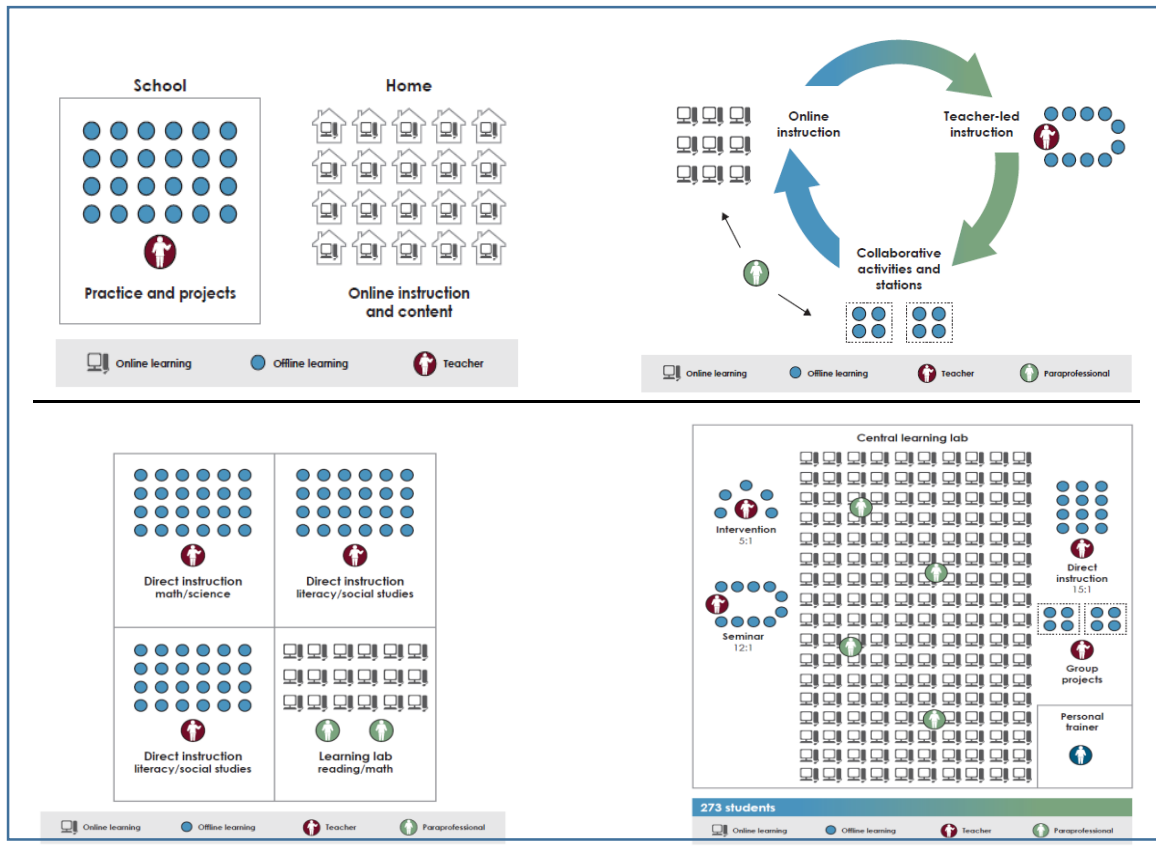 School
Home
Practice and projects
Online instruction
and content
Online learning
Offline learning
Teacher
Online
instruction
Teacher-led
instruction
Collaborative
activities and
stations
Online learning
Offline learning
Teacher
Paraprofessional
Direct instruction
math/science
Direct instruction
literacy/social studies
Direct instruction
literacy/social studies
Learning lab
reading/math
Online learning
Offline learning
Teacher
Paraprofessional
Central learning lab
Intervention
5:1
Seminar
12:1
Direct
instruction
15:1
Group
projects
Personal
trainer
273 students
Online learning
Offline learning
Teacher
Paraprofessional